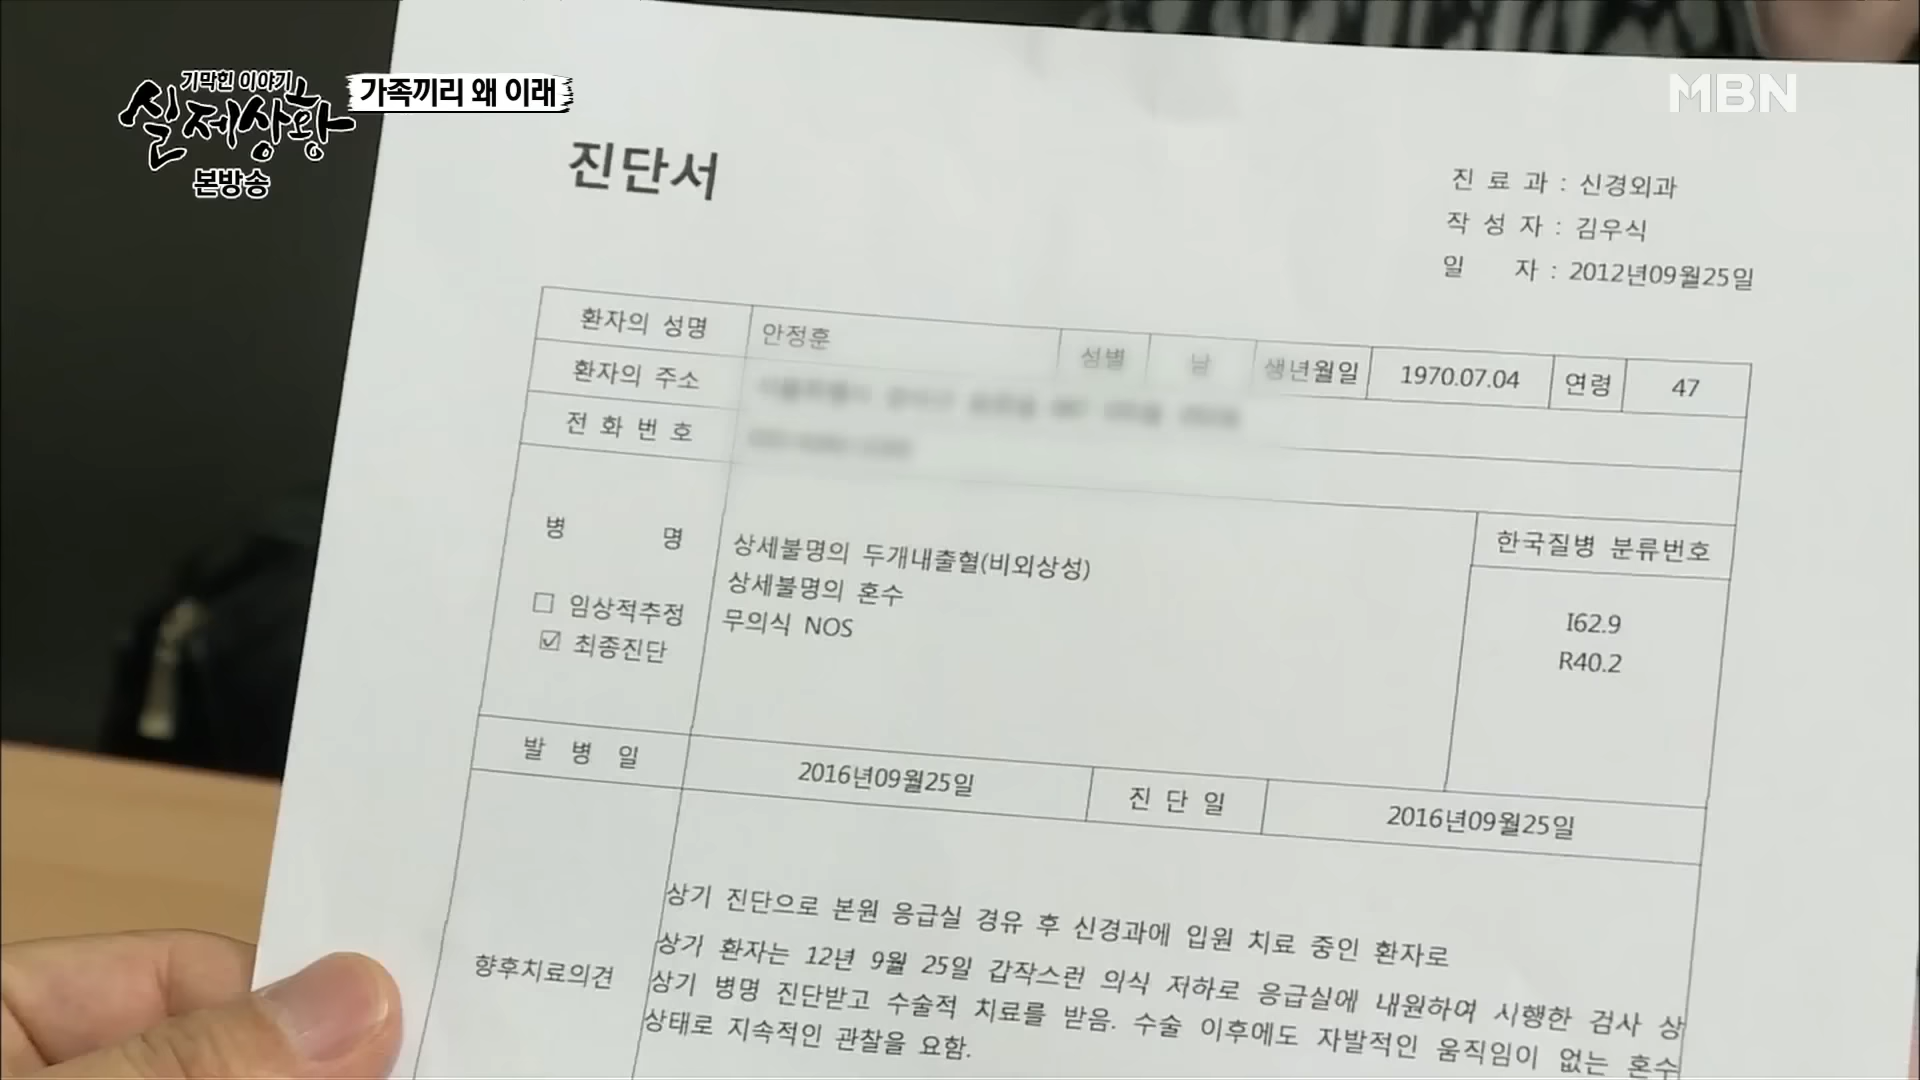 기막힌 이야기
실제상황
본방송
가족끼리 왜 이래
MBN
진단서
진 료 과 : 신경외과
작 성 자 : 김우식
일 자 : 2012년09월25일
환자의 성명 안정훈 성별 남 생년월일 1970.07.04 연령 47
환자의 주소
전 화 번 호
병 명
☐ 임상적추정
☑ 최종진단
상세불명의 두개내출혈(비외상성)
상세불명의 혼수
무의식 NOS
한국질병 분류번호
I62.9
R40.2
발 병 일 2016년09월25일 진 단 일 2016년09월25일
향후치료의견
상기 진단으로 본원 응급실 경유 후 신경과에 입원 치료 중인 환자로
상기 환자는 12년 9월 25일 갑작스런 의식 저하로 응급실에 내원하여 시행한 검사 상
상기 병명 진단받고 수술적 치료를 받음. 수술 이후에도 자발적인 움직임이 없는 혼수
상태로 지속적인 관찰을 요함.